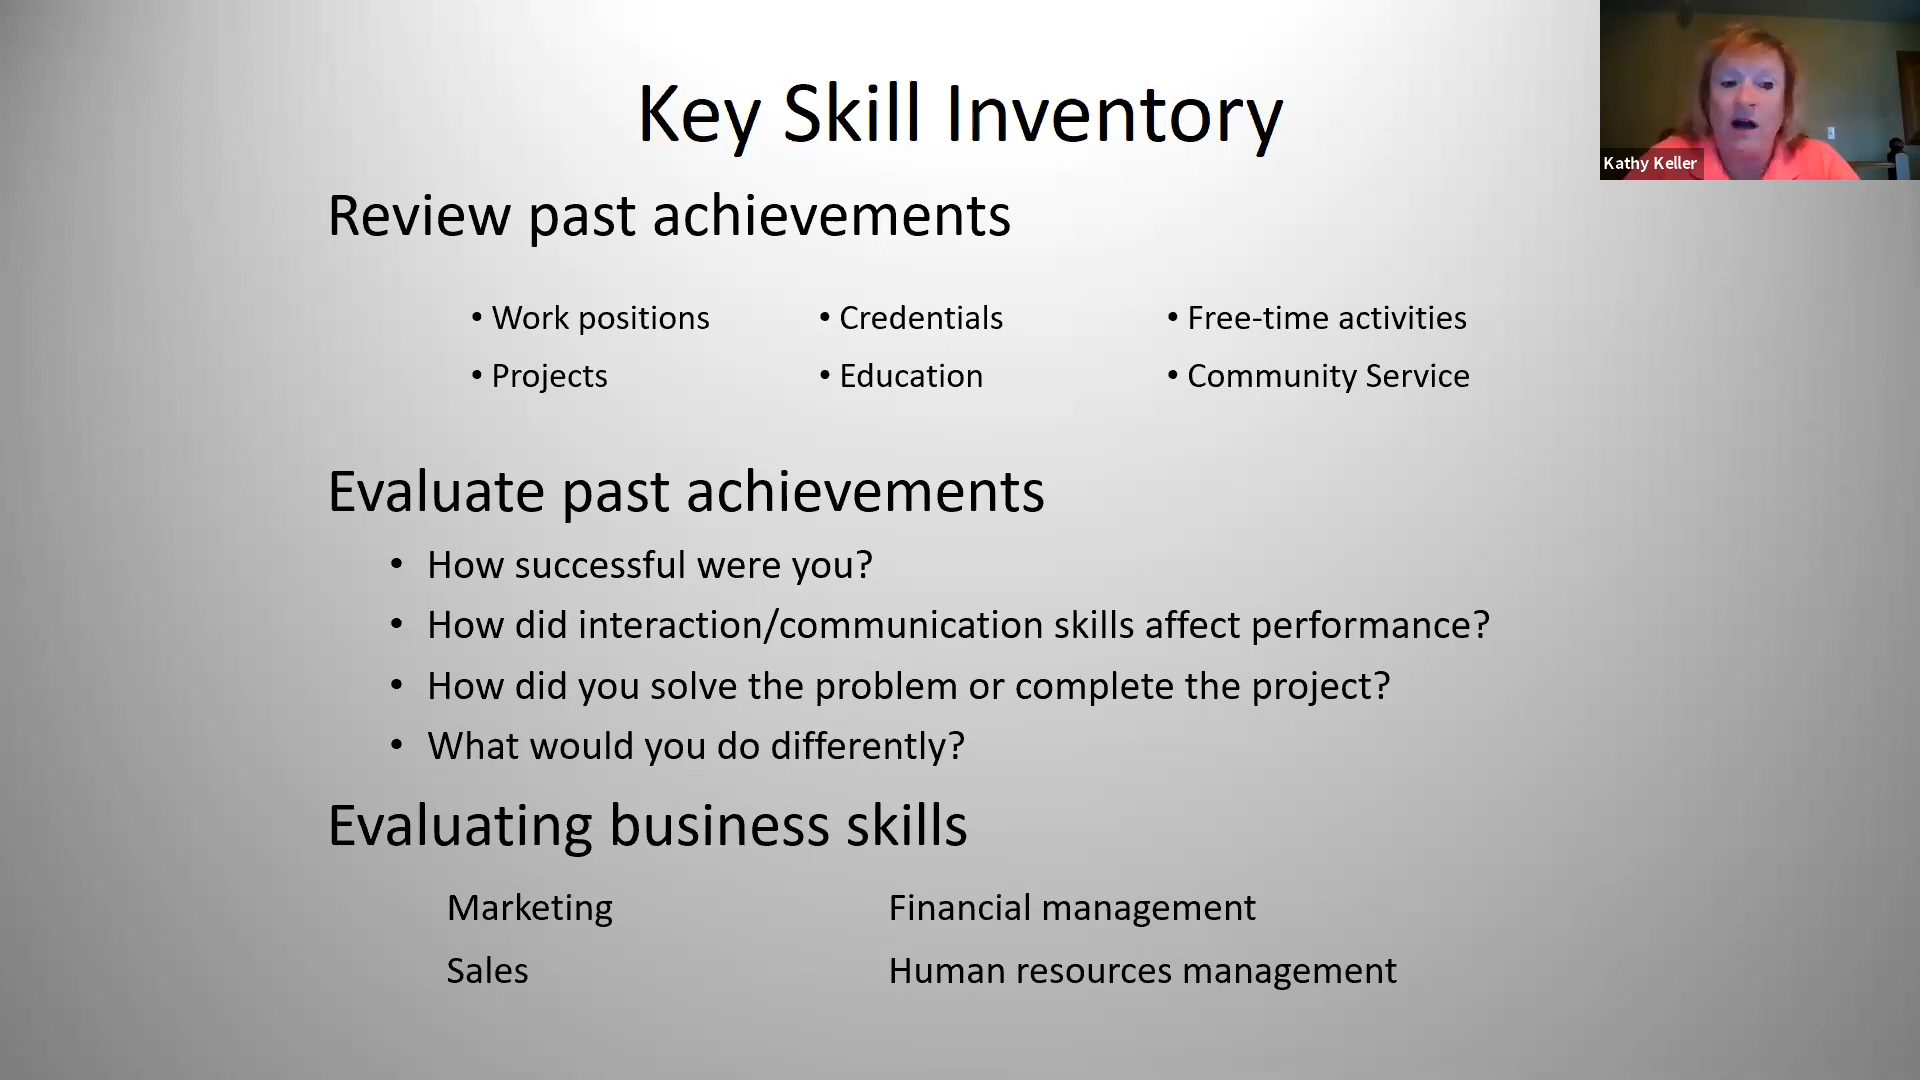 Key Skill Inventory
Kathy Keller
Review past achievements
• Work positions • Credentials • Free-time activities
• Projects • Education • Community Service
Evaluate past achievements
• How successful were you?
• How did interaction/communication skills affect performance?
• How did you solve the problem or complete the project?
• What would you do differently?
Evaluating business skills
Marketing Financial management
Sales Human resources management